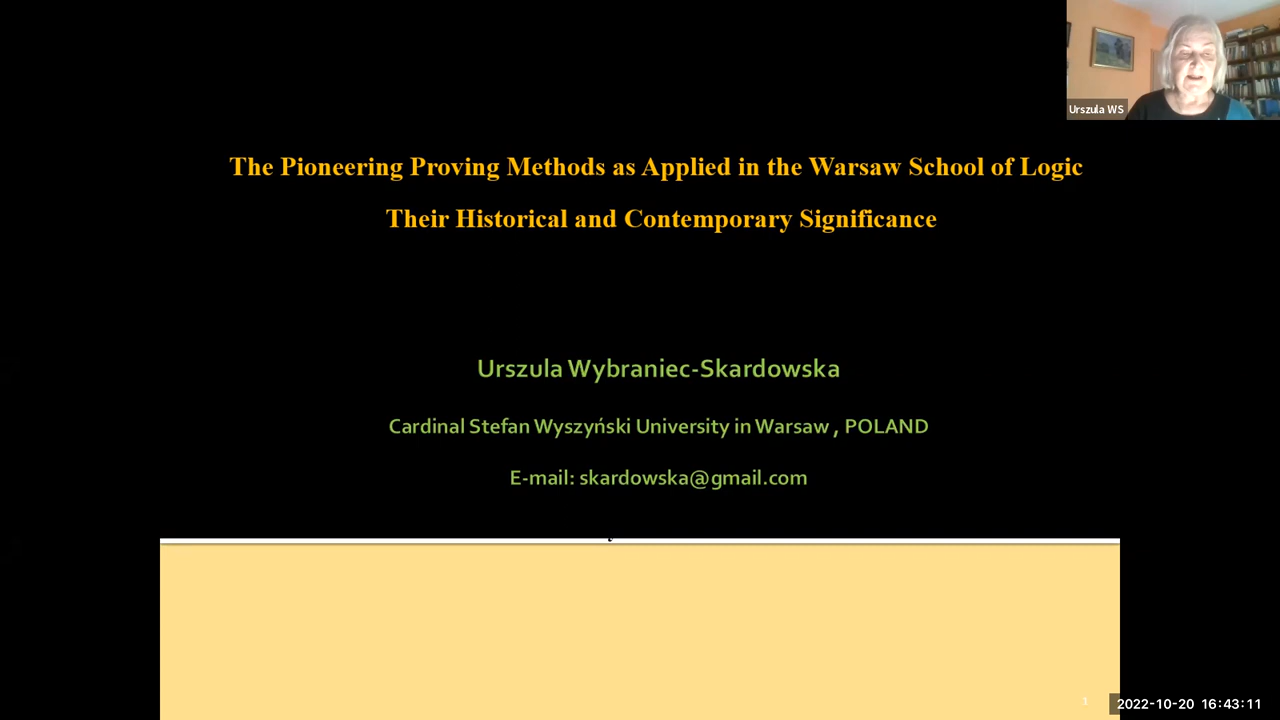 Urszula WS
The Pioneering Proving Methods as Applied in the Warsaw School of Logic
Their Historical and Contemporary Significance
Urszula Wybraniec-Skardowska
Cardinal Stefan Wyszyński University in Warsaw , POLAND
E-mail: skardowska@gmail.com
1
2022-10-20 16:43:11